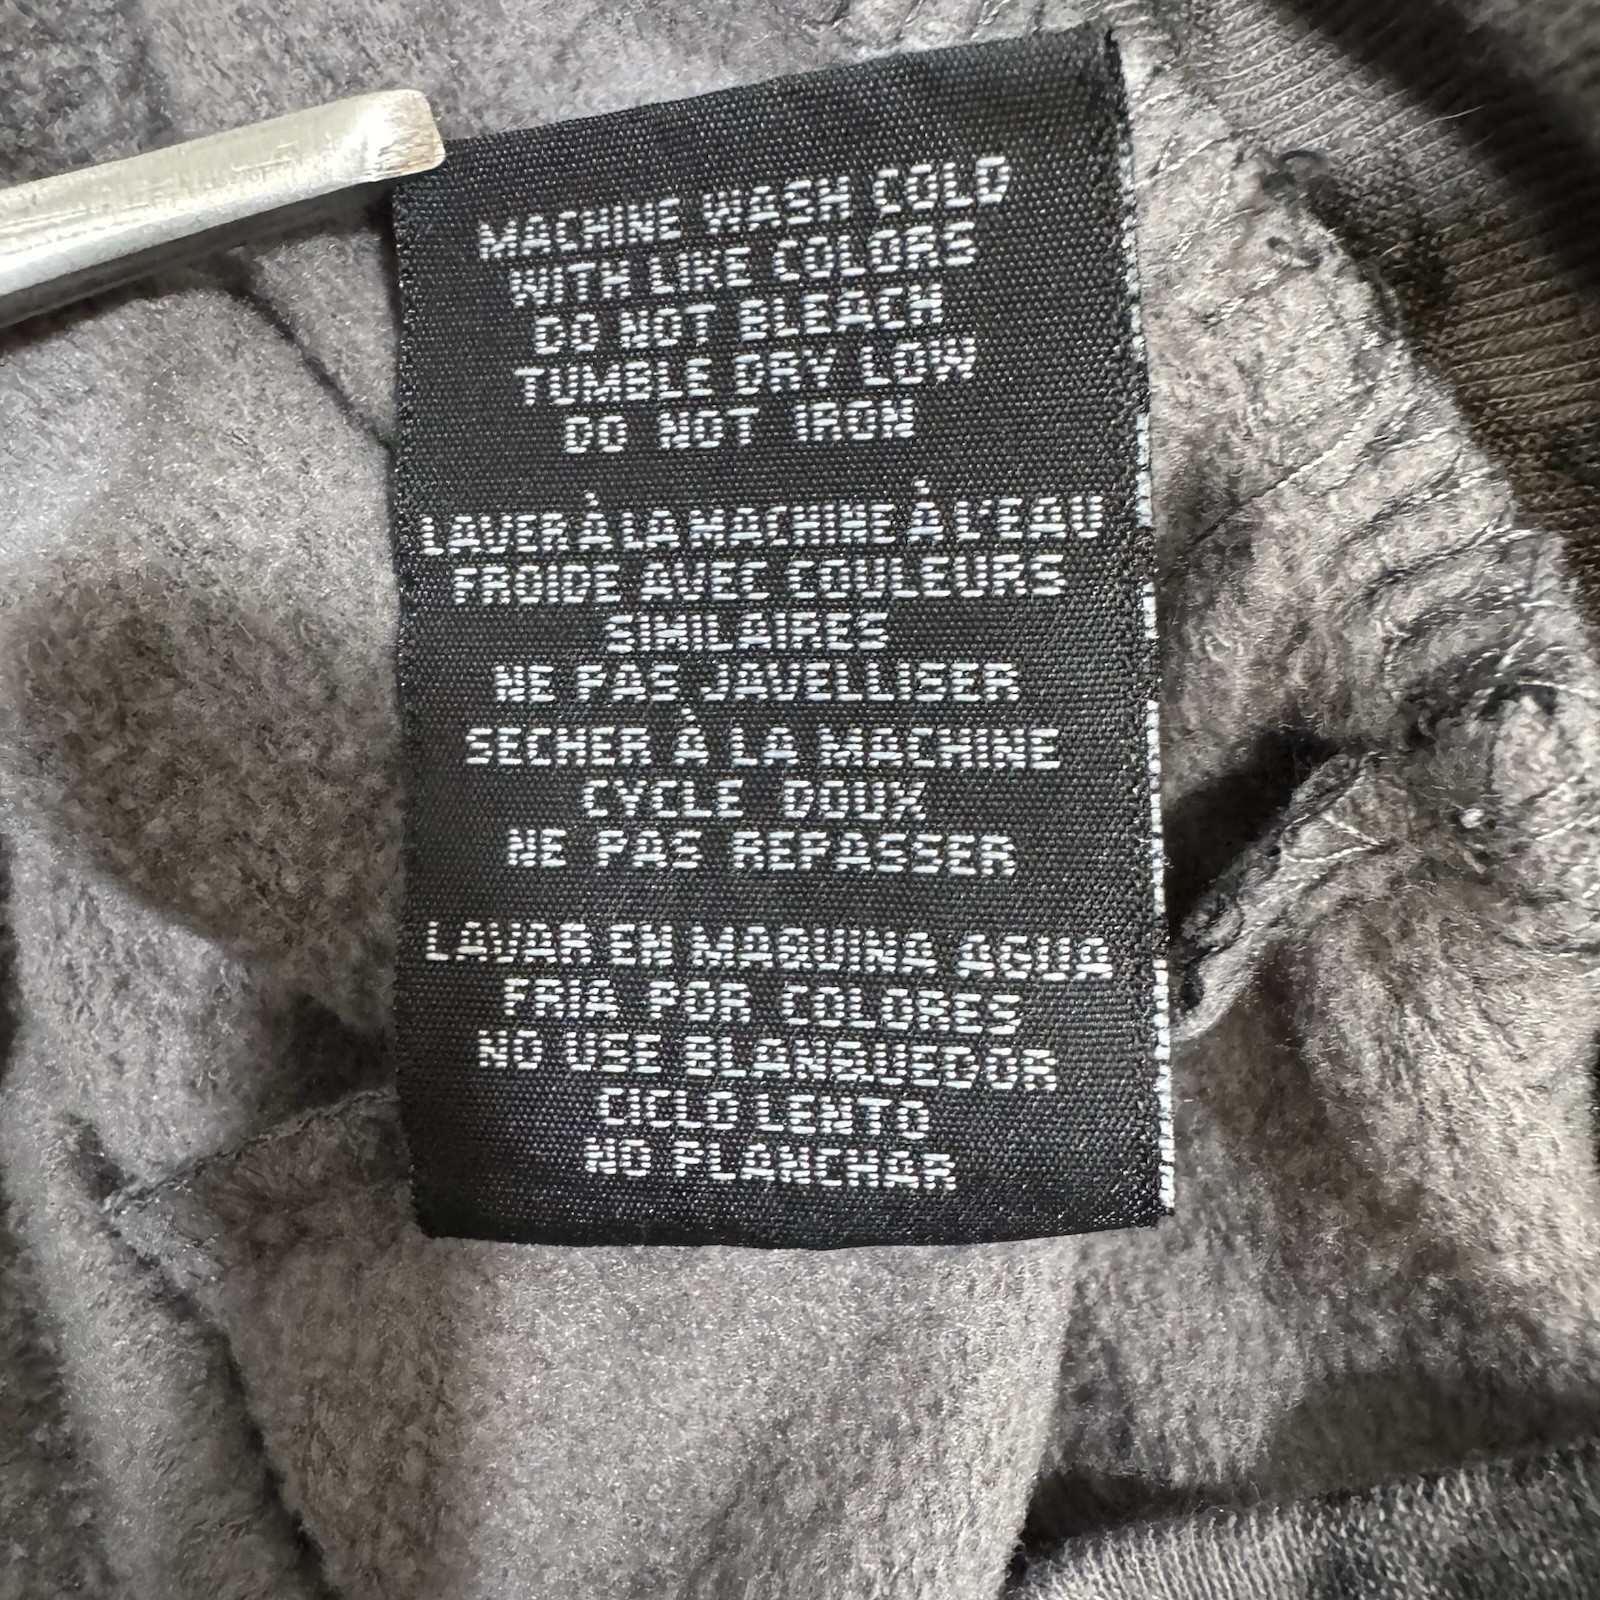 MACHINE WASH COLD
WITH LIKE COLORS
DO NOT BLEACH
TUMBLE DRY LOW
DO NOT IRON
LAVER À LA MACHINE À L'EAU
FROIDE AVEC COULEURS
SIMILAIRES
NE PAS JAVELLISER
SECHER À LA MACHINE
CYCLE DOUX
NE PAS REPASSER
LAVAR EN MAQUINA AGUA
FRIA POR COLORES
NO USE BLANQUEDOR
CICLO LENTO
NO PLANCHAR